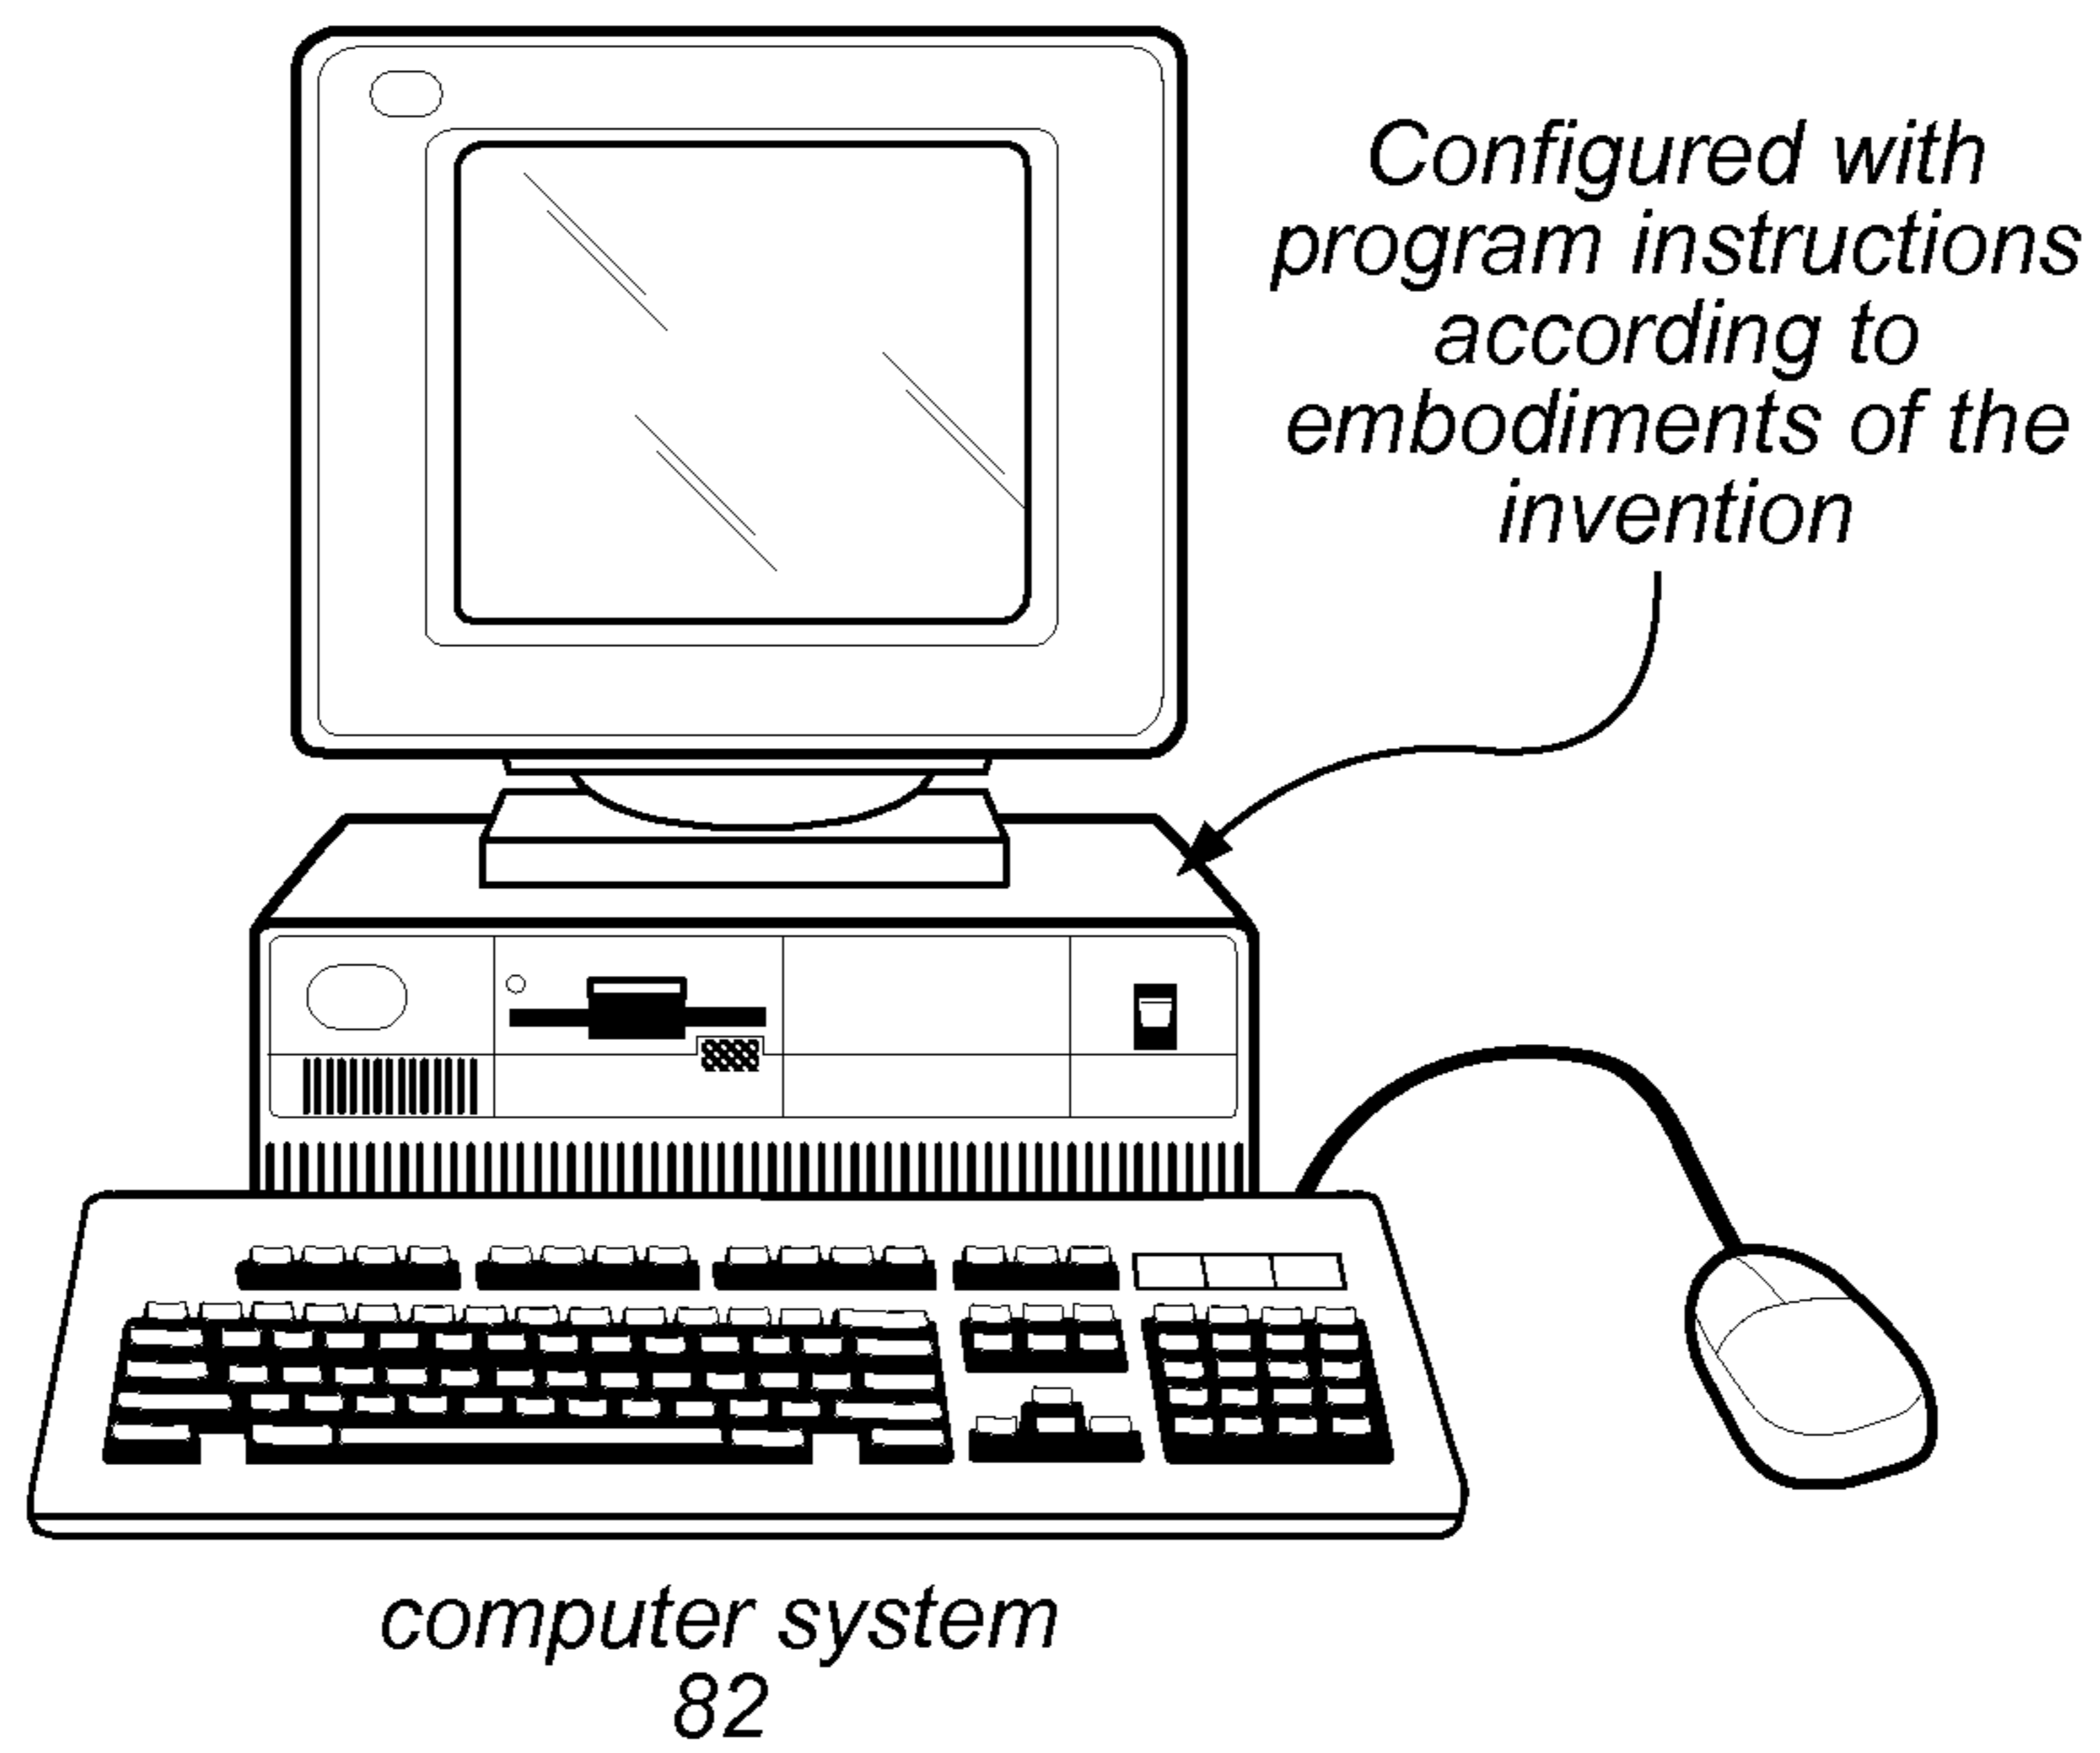 Configured with
program instructions
according to
embodiments of the
invention
computer system
82